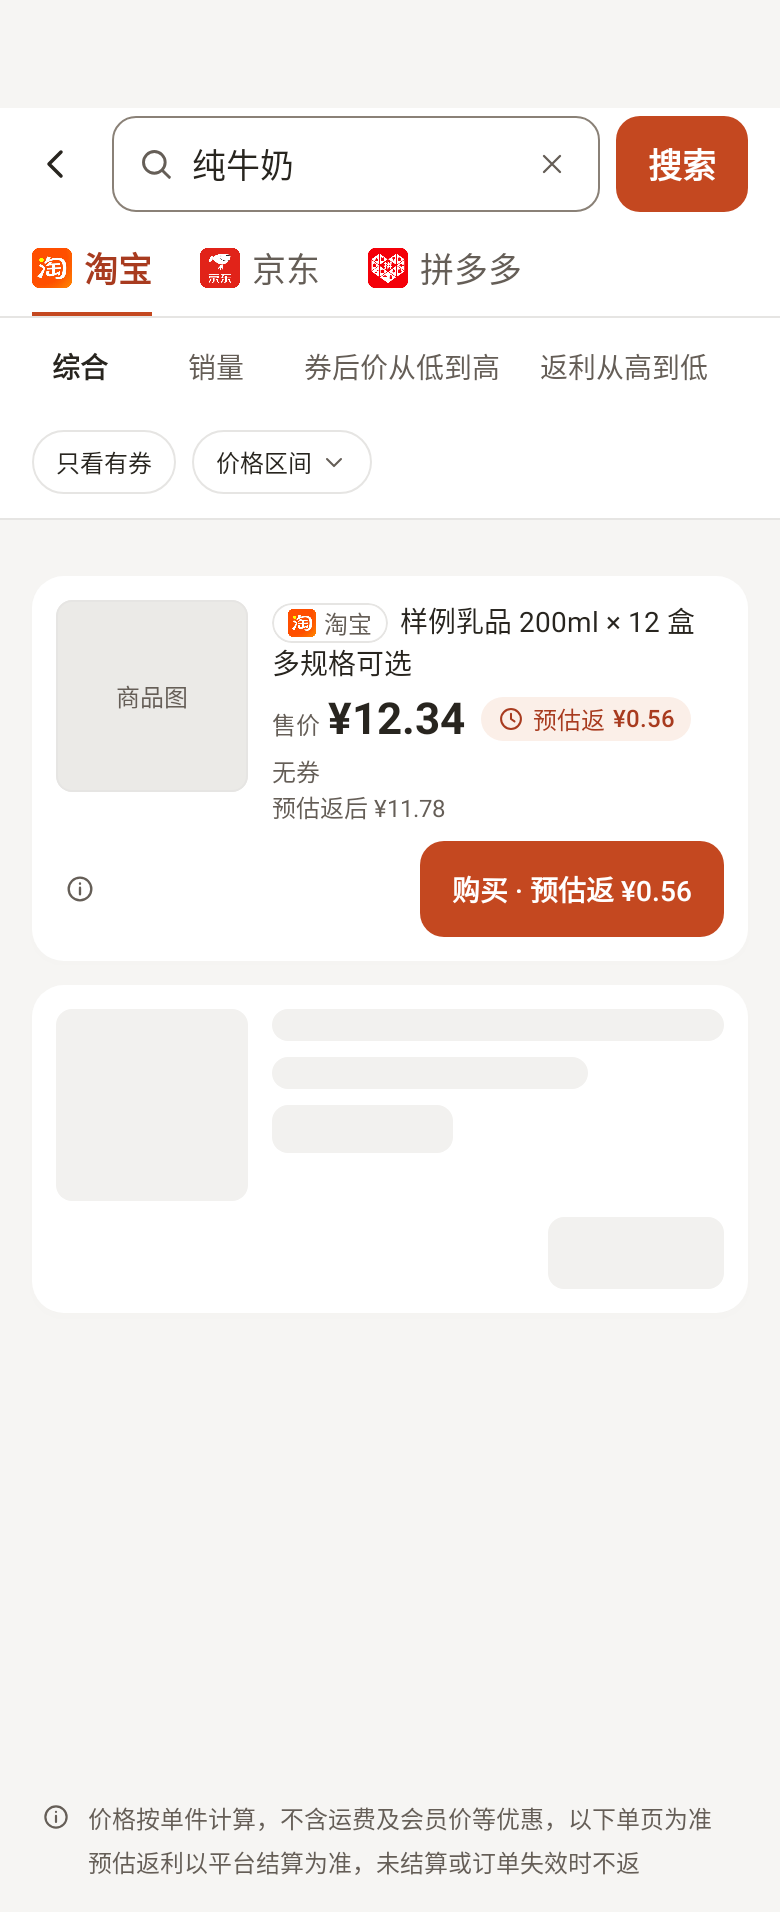 纯牛奶
搜索
淘 淘宝 京东 京东 拼多多
综合 销量 券后价从低到高 返利从高到低
只看有券 价格区间
商品图
淘 淘宝 样例乳品 200ml × 12 盒
多规格可选
售价 ¥12.34 预估返 ¥0.56
无券
预估返后 ¥11.78
购买 · 预估返 ¥0.56
价格按单件计算，不含运费及会员价等优惠，以下单页为准
预估返利以平台结算为准，未结算或订单失效时不返